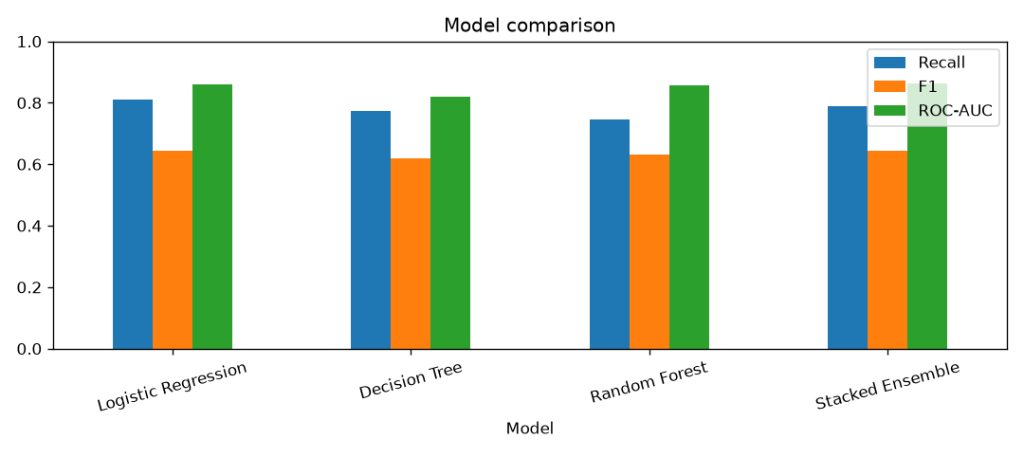 Model comparison
1.0
0.8
0.6
0.4
0.2
0.0
Recall
F1
ROC-AUC
Logistic Regression
Decision Tree
Random Forest
Stacked Ensemble
Model